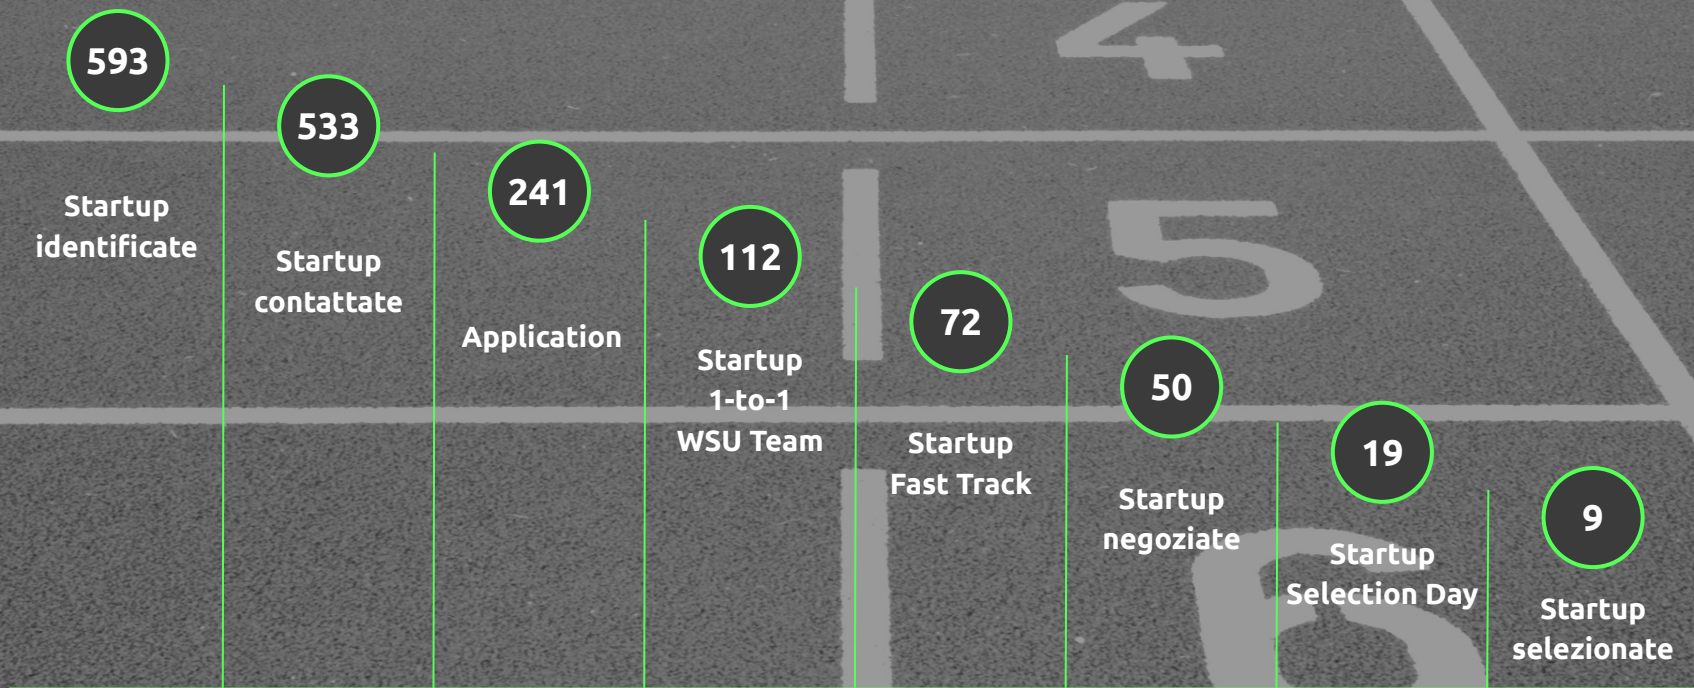 593
Startup
identificate
533
Startup
contattate
241
Application
112
Startup
1-to-1
WSU Team
72
Startup
Fast Track
50
Startup
negoziate
19
Startup
Selection Day
9
Startup
selezionate
4
5
6